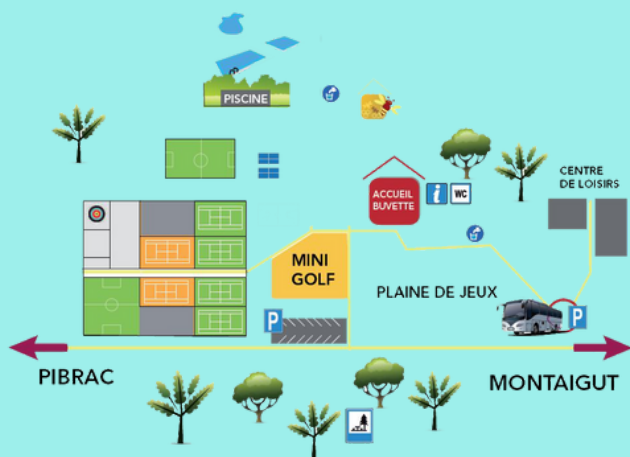 PISCINE
CENTRE
DE LOISIRS
ACCUEIL
BUVETTE
i
WC
MINI
GOLF
PLAINE DE JEUX
P
P
PIBRAC
MONTAIGUT